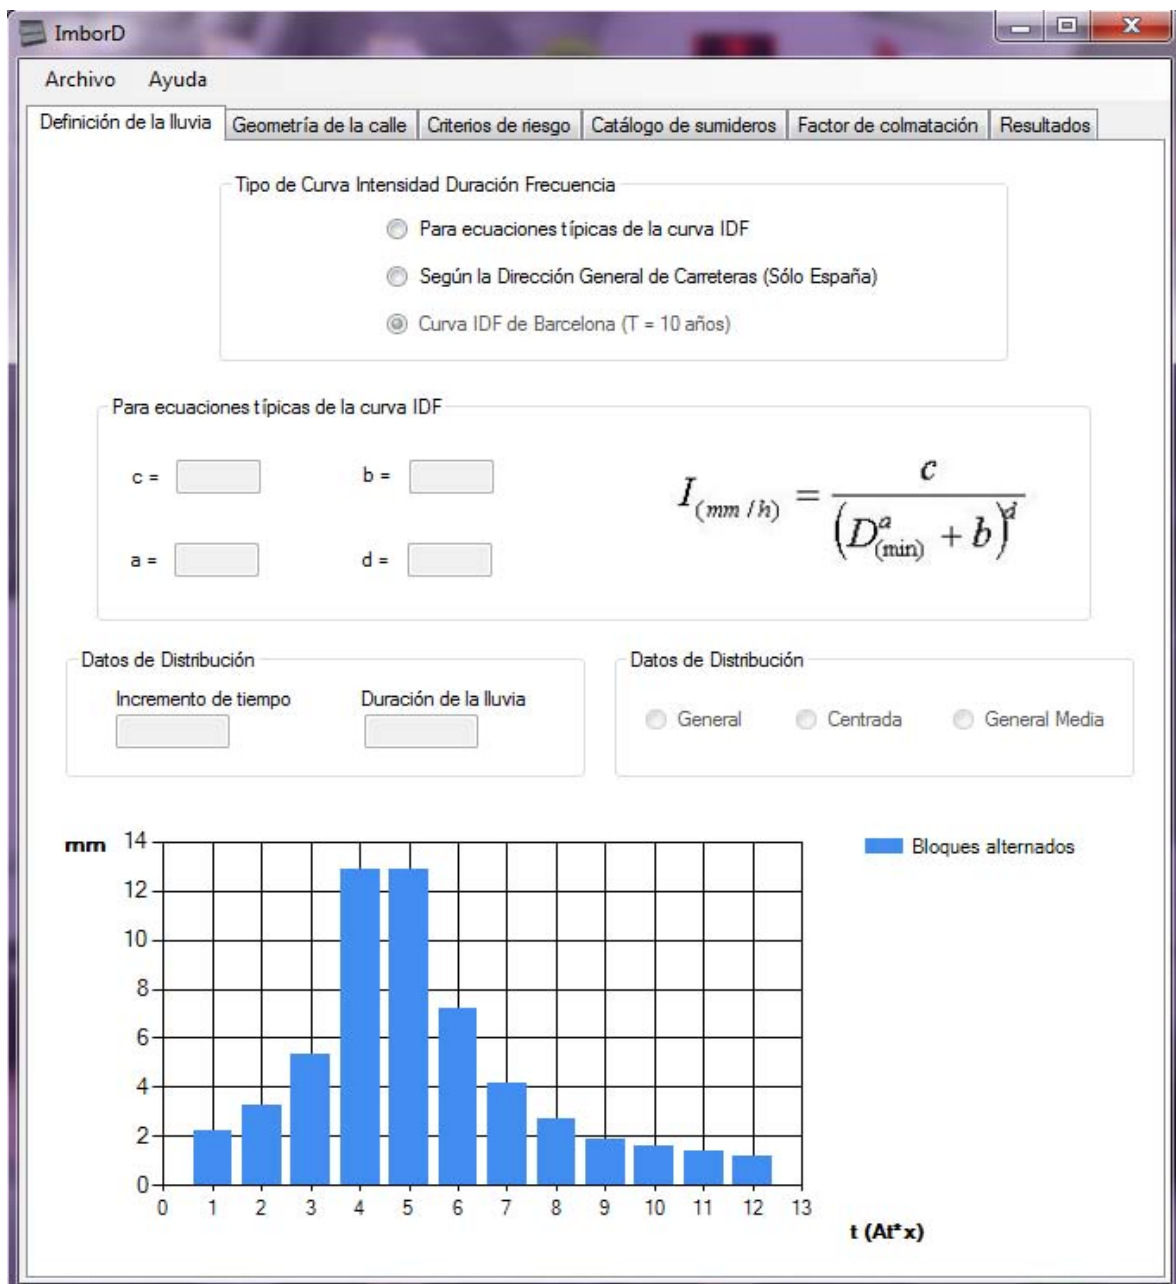 ImborD
Archivo Ayuda
Definición de la lluvia Geometría de la calle Criterios de riesgo Catálogo de sumideros Factor de colmatación Resultados
Tipo de Curva Intensidad Duración Frecuencia
Para ecuaciones típicas de la curva IDF
Según la Dirección General de Carreteras (Sólo España)
Curva IDF de Barcelona (T = 10 años)
Para ecuaciones típicas de la curva IDF
c =
b =
a =
d =
I(mm/h) = c / (D^a(min) + b)^d
Datos de Distribución
Incremento de tiempo
Duración de la lluvia
Datos de Distribución
General
Centrada
General Media
mm
14
12
10
8
6
4
2
0
0 1 2 3 4 5 6 7 8 9 10 11 12 13
t (At*x)
Bloques alternados